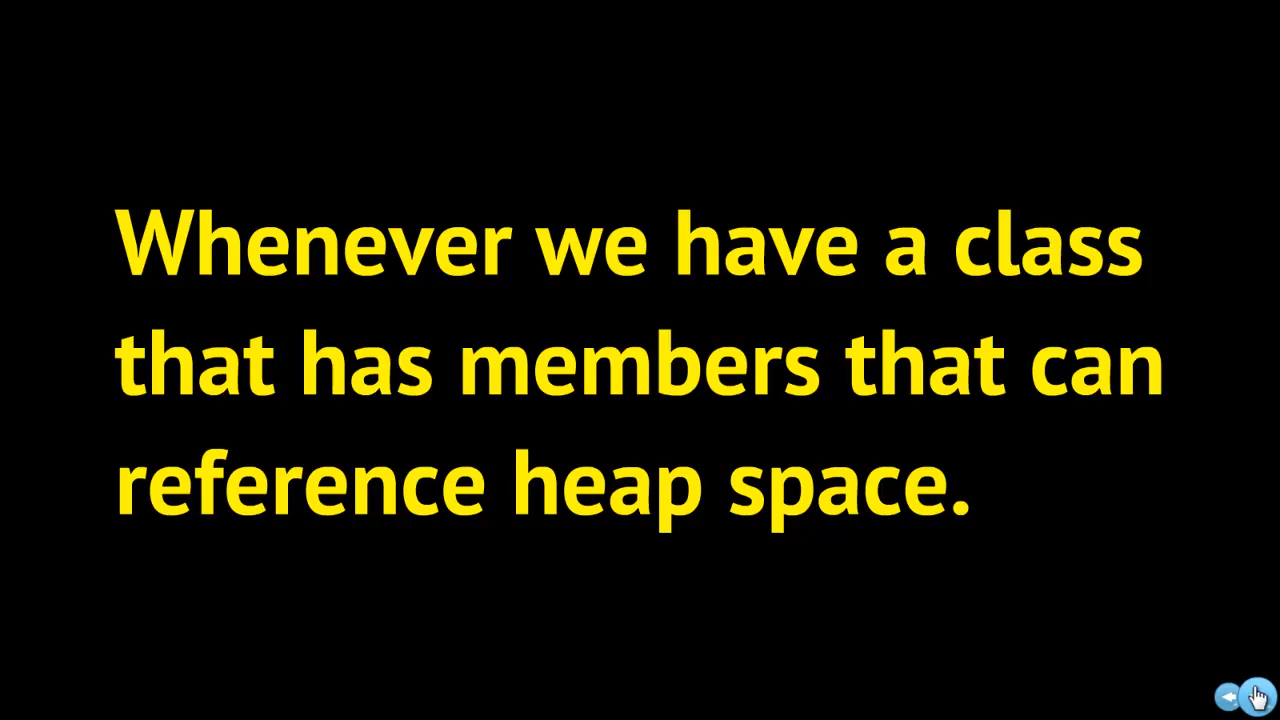 Whenever we have a class
that has members that can
reference heap space.